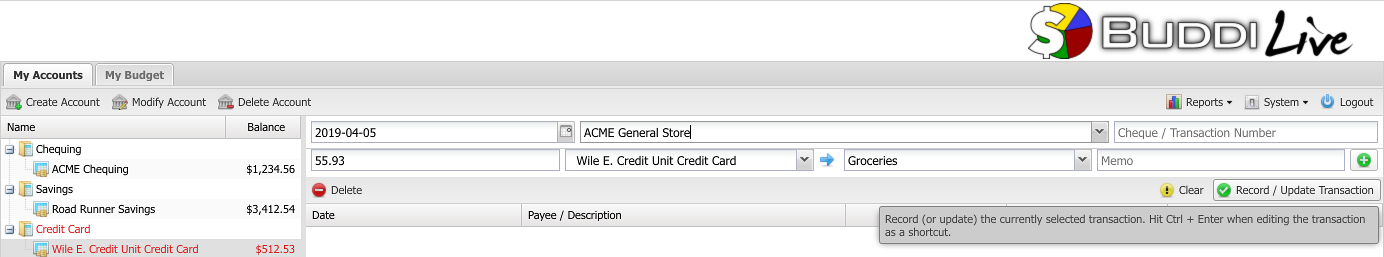 $ BUDDI Live
My Accounts My Budget
Create Account Modify Account Delete Account Reports System Logout
Name Balance
2019-04-05 ACME General Store Cheque / Transaction Number
Chequing
55.93 Wile E. Credit Unit Credit Card Groceries Memo
ACME Chequing $1,234.56
Savings
Delete Clear Record / Update Transaction
Road Runner Savings $3,412.54
Date Payee / Description
Record (or update) the currently selected transaction. Hit Ctrl + Enter when editing the transaction
as a shortcut.
Credit Card
Wile E. Credit Unit Credit Card $512.53